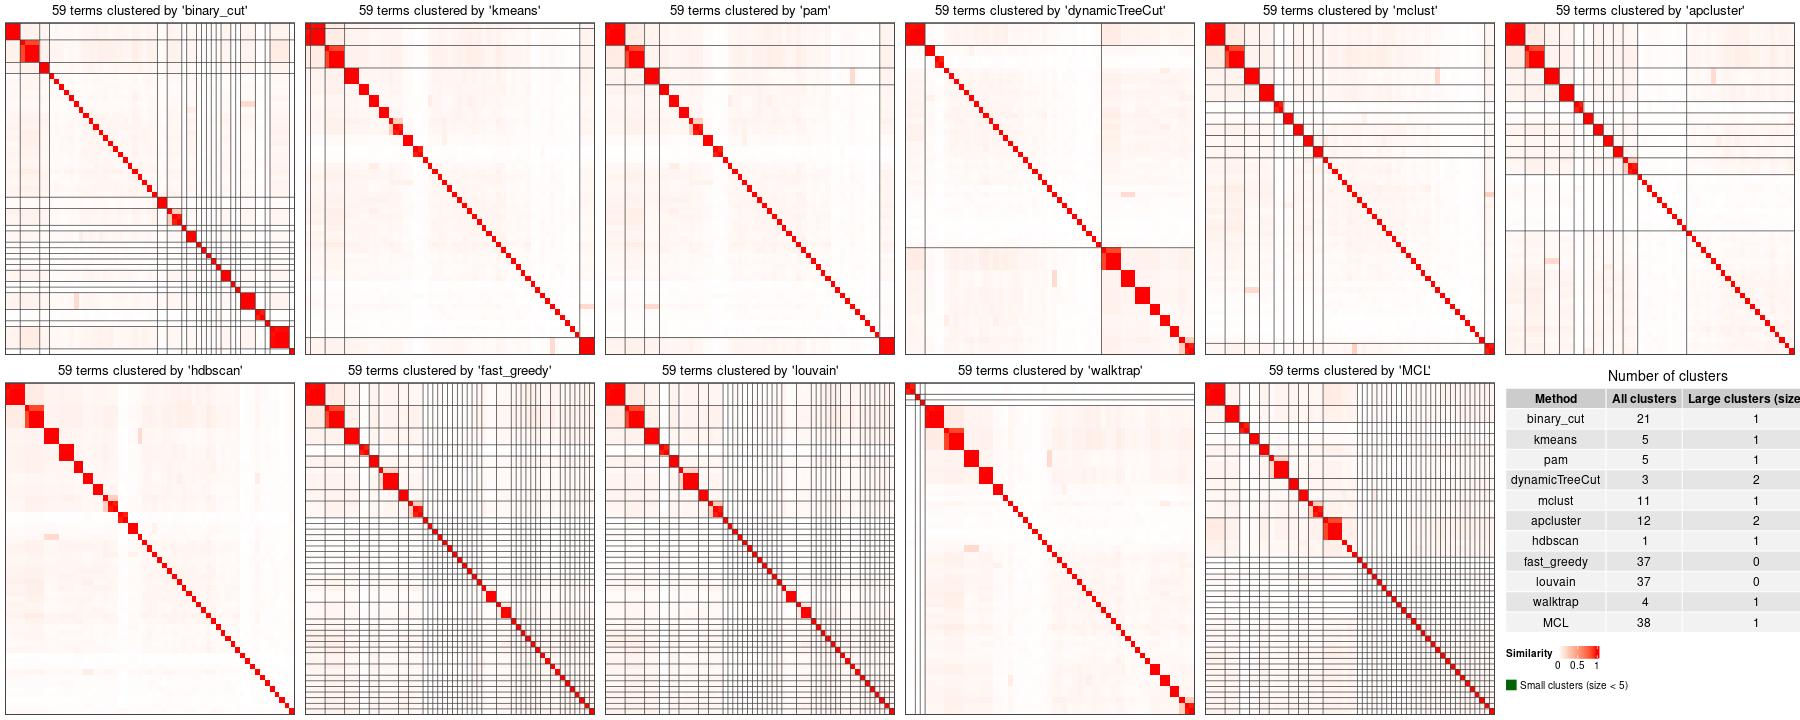 59 terms clustered by 'binary_cut'
59 terms clustered by 'kmeans'
59 terms clustered by 'pam'
59 terms clustered by 'dynamicTreeCut'
59 terms clustered by 'mclust'
59 terms clustered by 'apcluster'
59 terms clustered by 'hdbscan'
59 terms clustered by 'fast_greedy'
59 terms clustered by 'louvain'
59 terms clustered by 'walktrap'
59 terms clustered by 'MCL'
Number of clusters
Method All clusters Large clusters (size
binary_cut 21 1
kmeans 5 1
pam 5 1
dynamicTreeCut 3 2
mclust 11 1
apcluster 12 2
hdbscan 1 1
fast_greedy 37 0
louvain 37 0
walktrap 4 1
MCL 38 1
Similarity
0 0.5 1
Small clusters (size < 5)